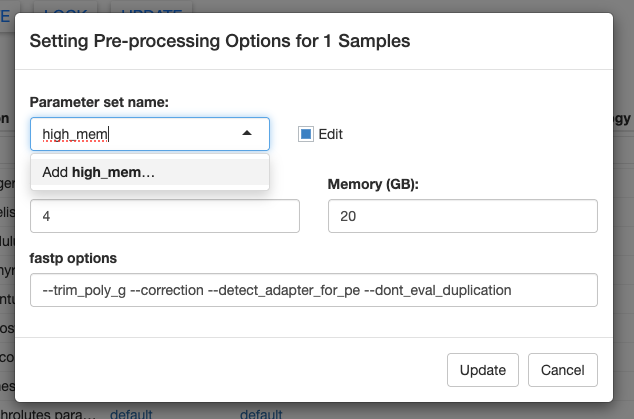 LOCK UPDATE
Setting Pre-processing Options for 1 Samples
Parameter set name:
high_mem
Edit
Add high_mem...
Memory (GB):
4
20
fastp options
--trim_poly_g --correction --detect_adapter_for_pe --dont_eval_duplication
Update
Cancel
default
default